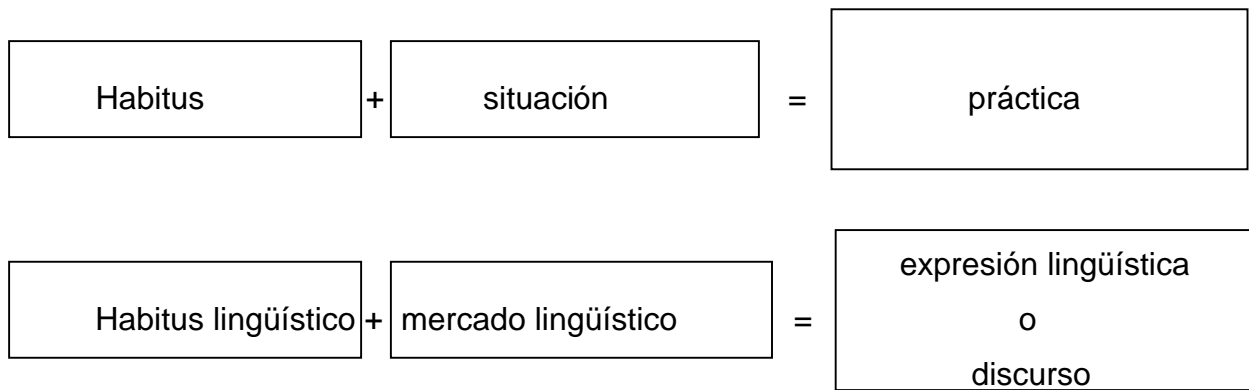 Habitus + situación = práctica
Habitus lingüístico + mercado lingüístico = expresión lingüística
o
discurso